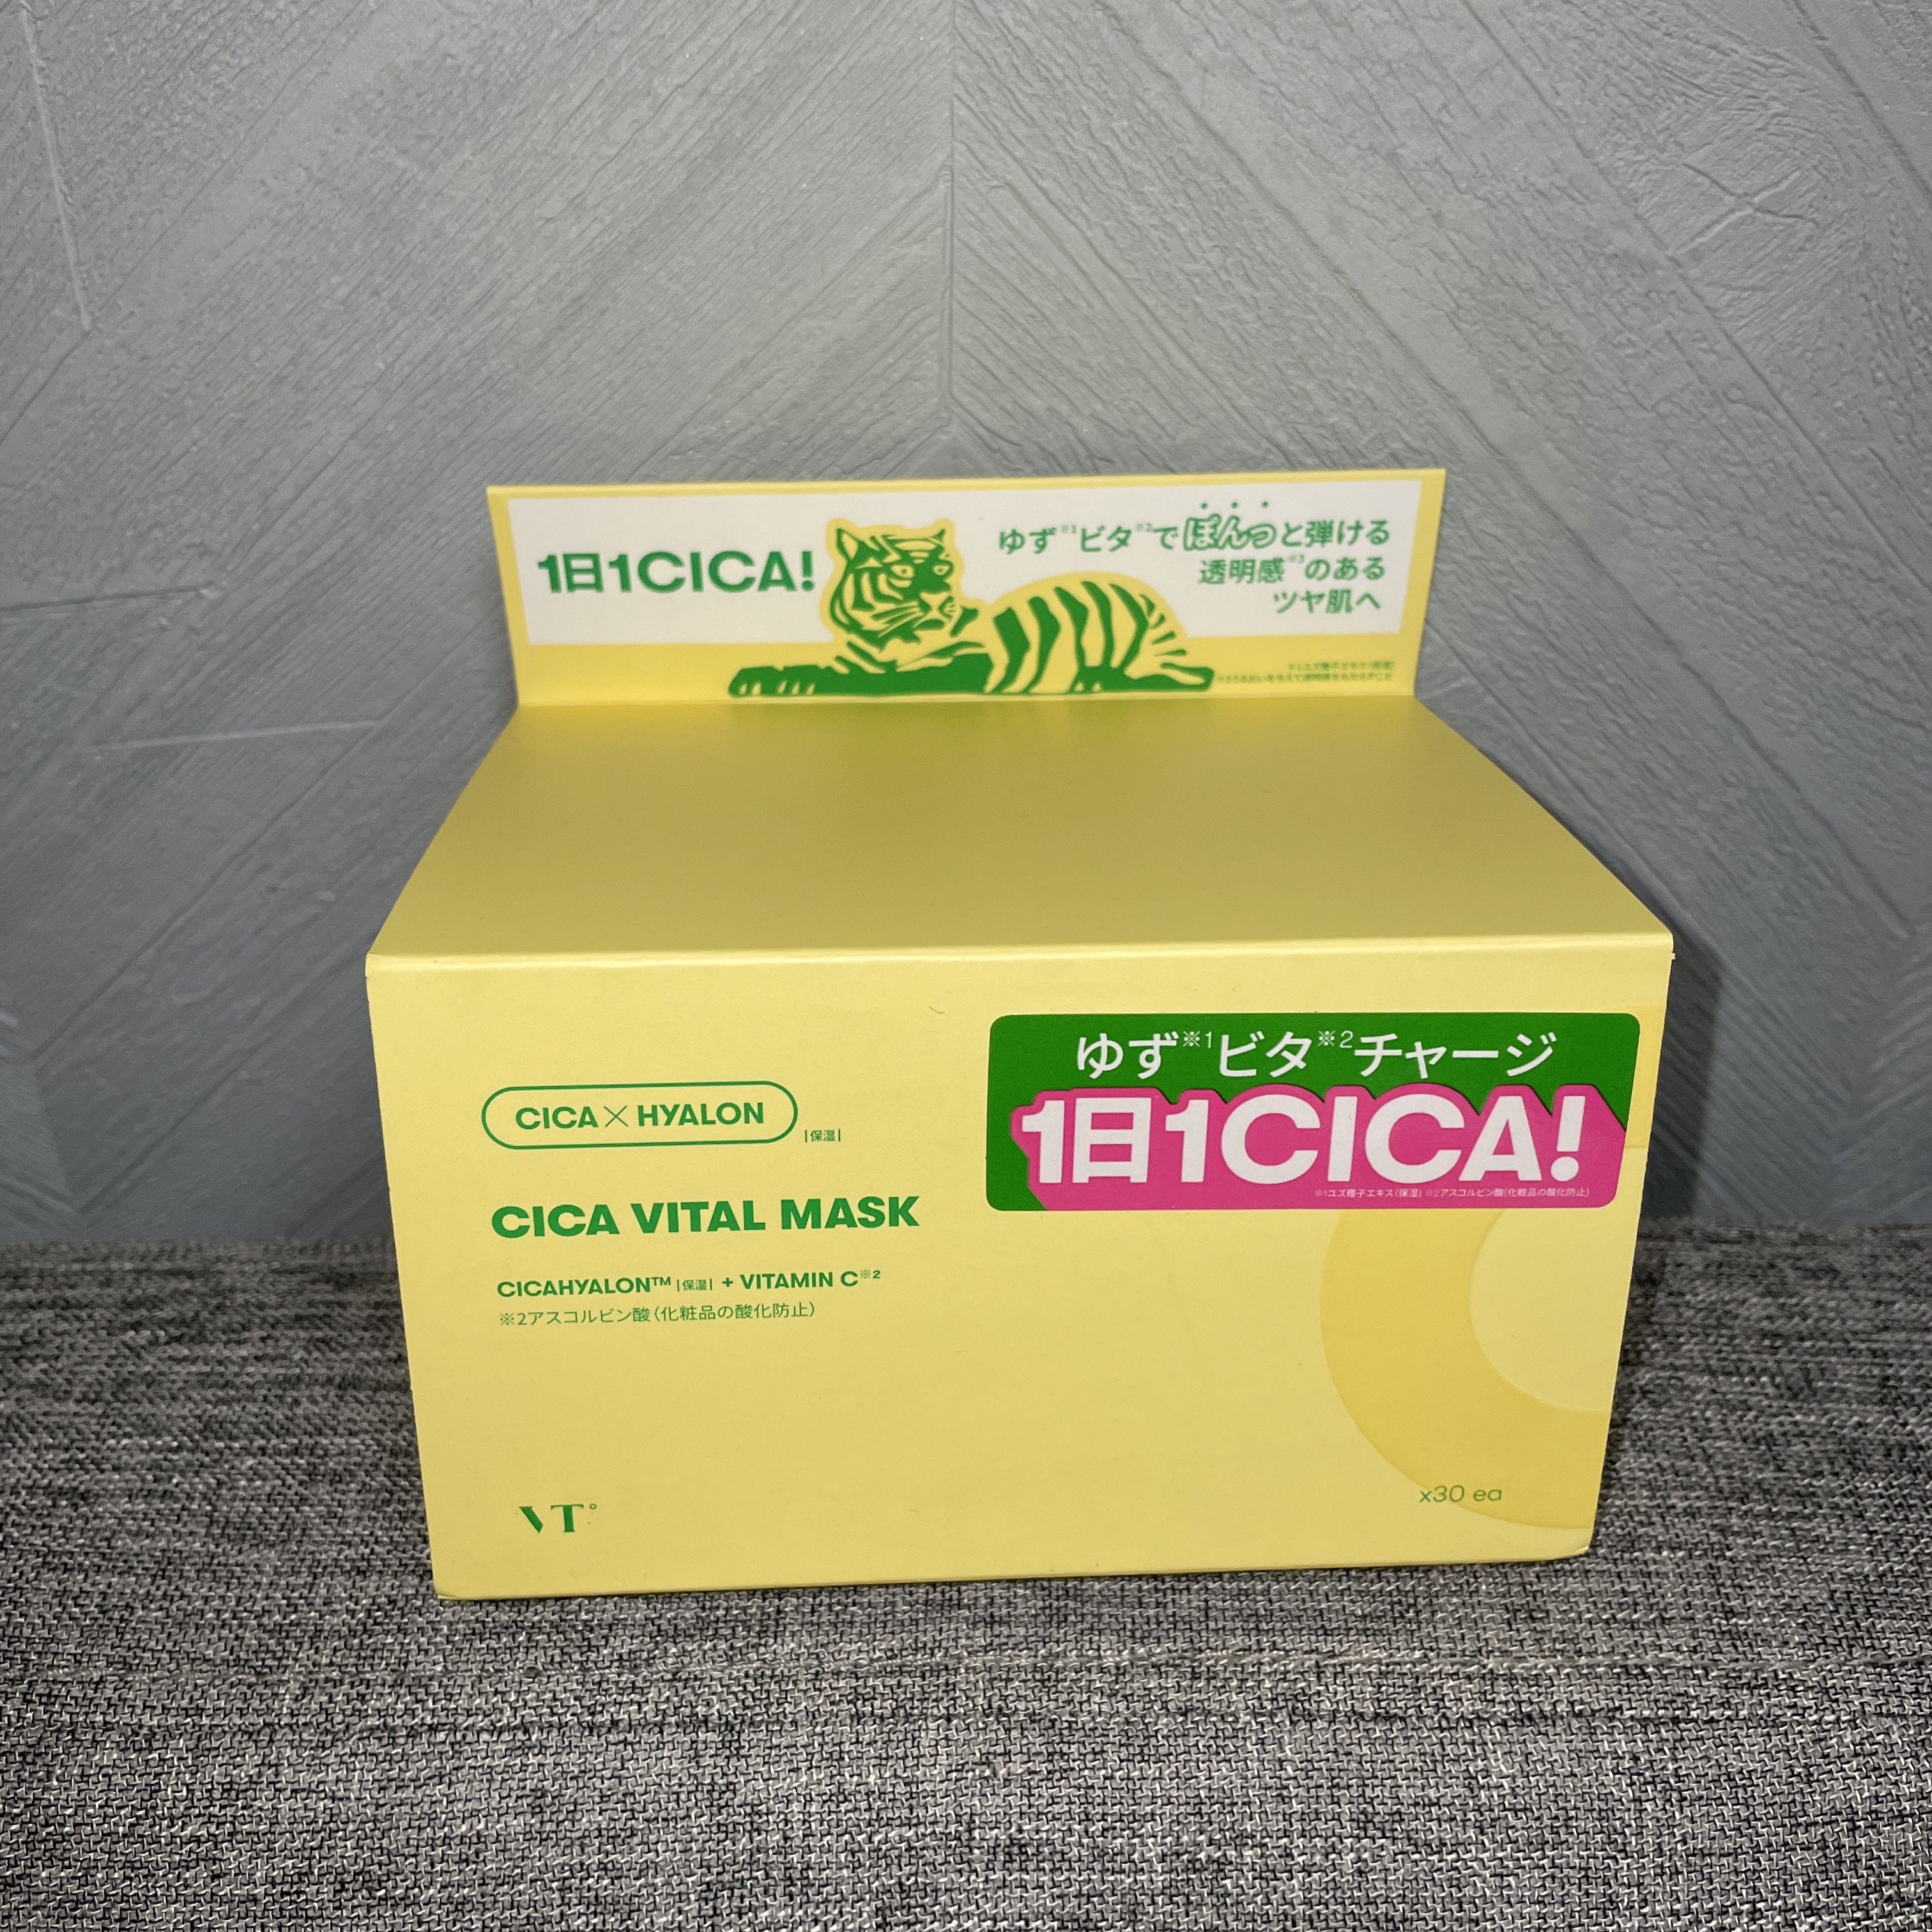 1日1CICA!
ゆず※1ビタ※2でぽんっと弾ける
透明感※3のある
ツヤ肌へ
ゆず※1ビタ※2チャージ
1日1CICA!
※1ユズ種子エキス(保湿) ※2アスコルビン酸(化粧品の酸化防止)
CICA×HYALON
|保湿|
CICA VITAL MASK
CICAHYALON™ |保湿| + VITAMIN C※2
※2アスコルビン酸(化粧品の酸化防止)
VT°
x30 ea